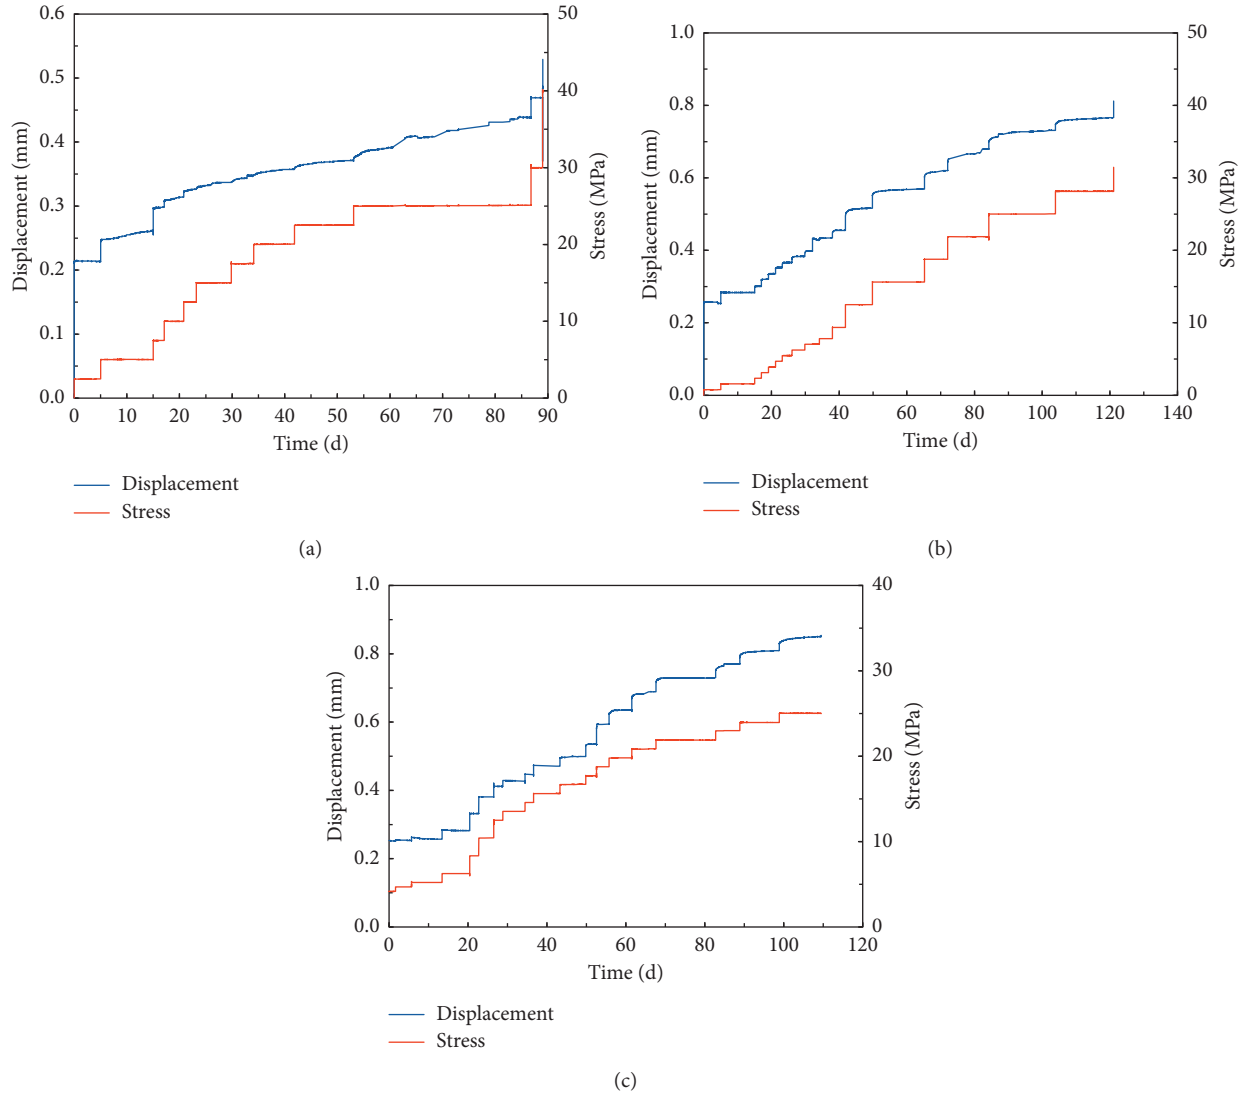 0.6
0.5
0.4
0.3
0.2
0.1
0.0
Displacement (mm)
50
40
30
20
10
0
Stress (MPa)
0 10 20 30 40 50 60 70 80 90
Time (d)
Displacement
Stress
(a)
1.0
0.8
0.6
0.4
0.2
0.0
Displacement (mm)
50
40
30
20
10
0
Stress (MPa)
0 20 40 60 80 100 120 140
Time (d)
Displacement
Stress
(b)
1.0
0.8
0.6
0.4
0.2
0.0
Displacement (mm)
40
30
20
10
0
Stress (MPa)
0 20 40 60 80 100 120
Time (d)
Displacement
Stress
(c)